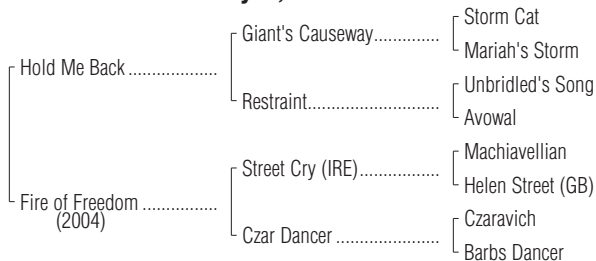 Storm Cat
Giant's Causeway...............
Mariah's Storm
Hold Me Back ....................
Unbridled's Song
Restraint.............................
Avowal
Machiavellian
Street Cry (IRE)..................
Helen Street (GB)
Fire of Freedom .................
(2004)
Czaravich
Czar Dancer .......................
Barbs Dancer